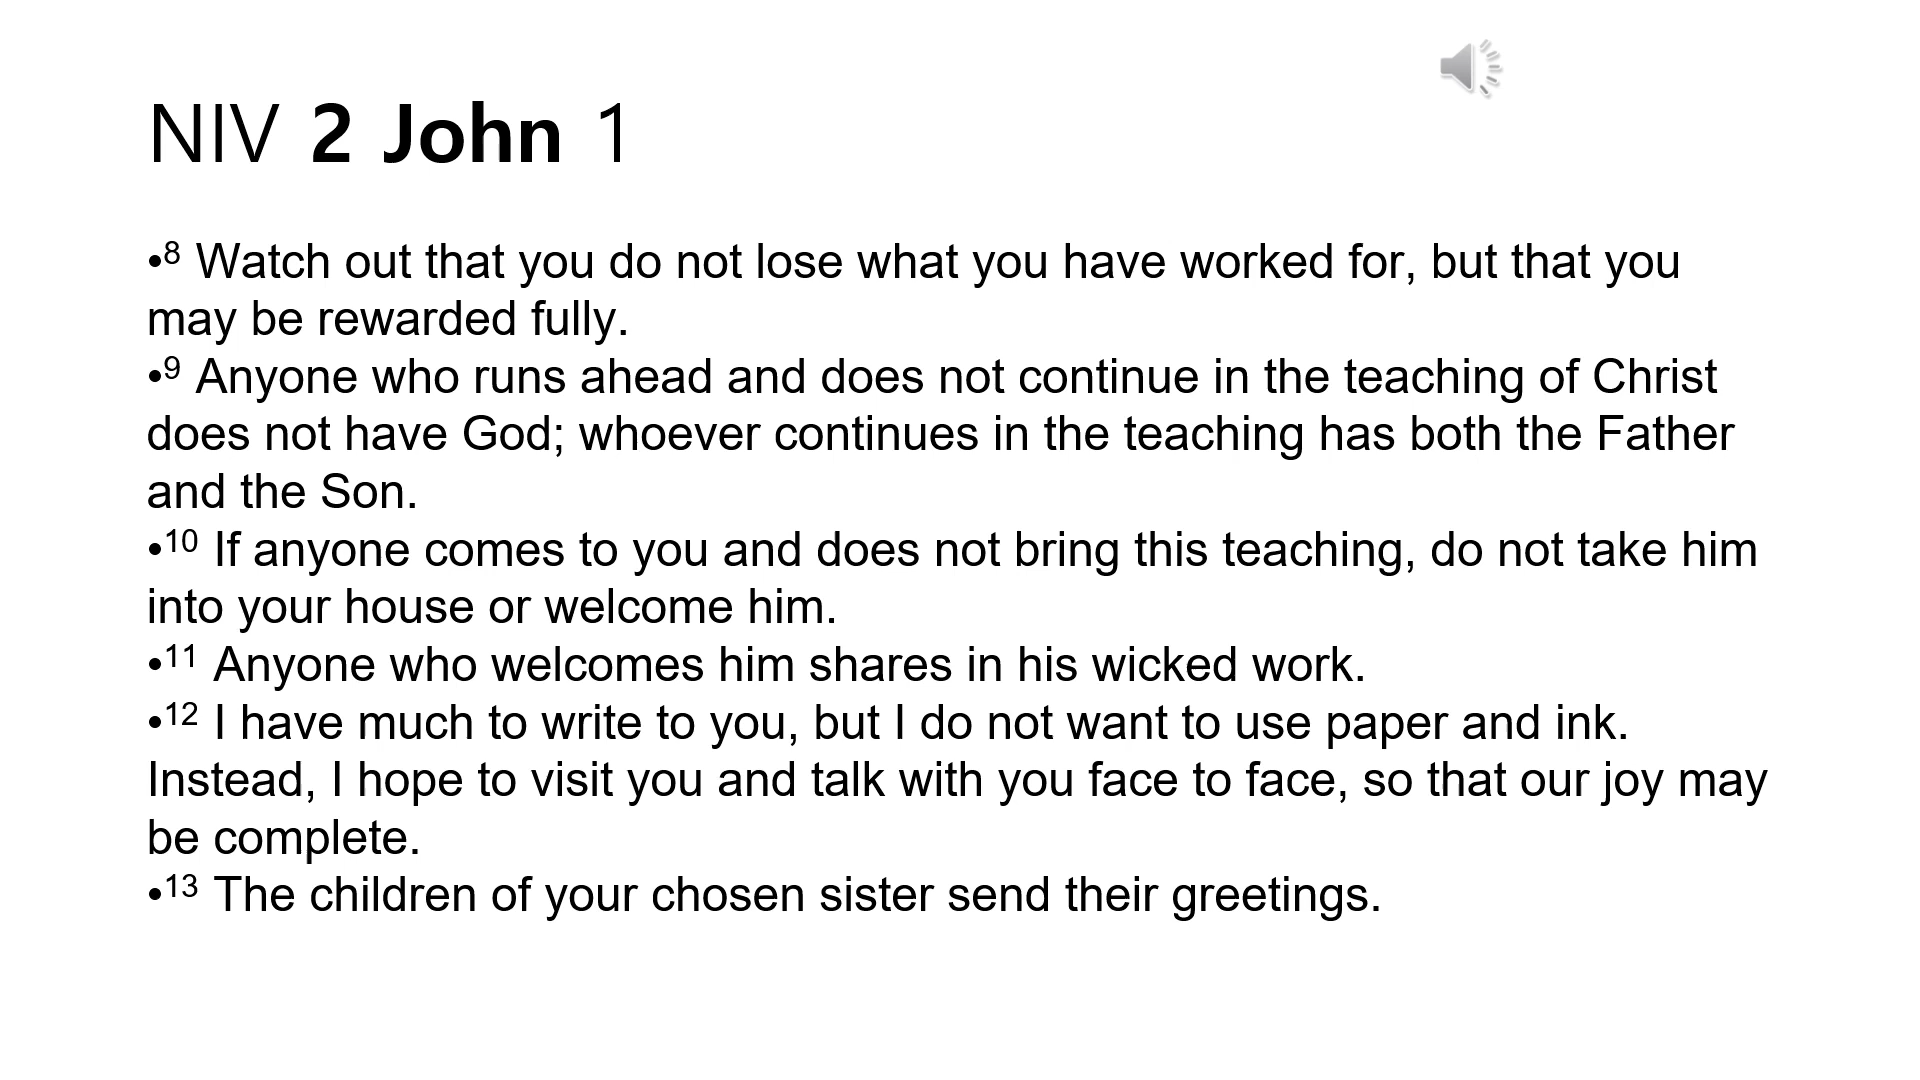 NIV 2 John 1
•8 Watch out that you do not lose what you have worked for, but that you
may be rewarded fully.
•9 Anyone who runs ahead and does not continue in the teaching of Christ
does not have God; whoever continues in the teaching has both the Father
and the Son.
•10 If anyone comes to you and does not bring this teaching, do not take him
into your house or welcome him.
•11 Anyone who welcomes him shares in his wicked work.
•12 I have much to write to you, but I do not want to use paper and ink.
Instead, I hope to visit you and talk with you face to face, so that our joy may
be complete.
•13 The children of your chosen sister send their greetings.